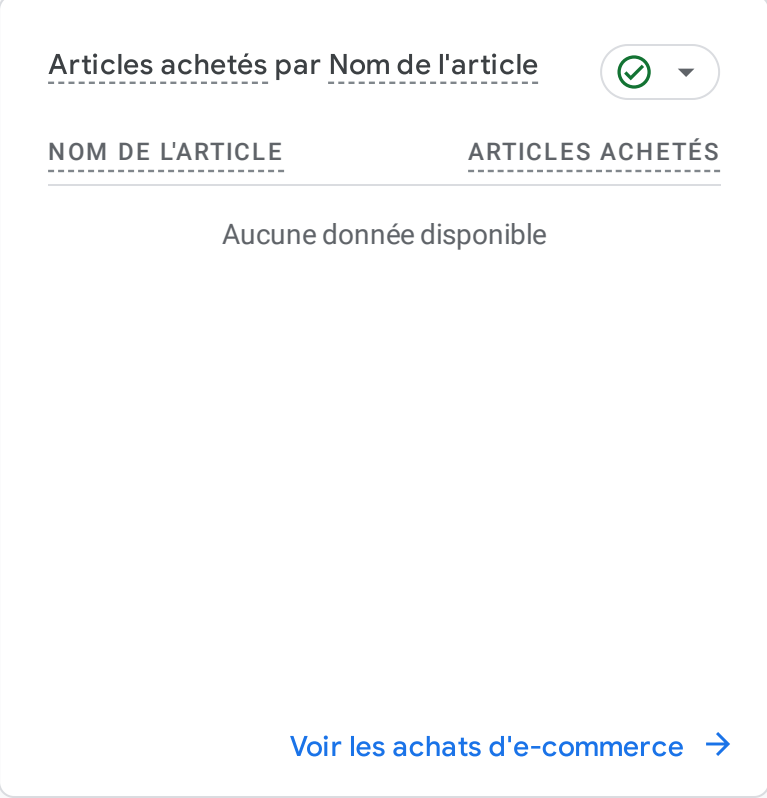 Articles achetés par Nom de l'article
NOM DE L'ARTICLE ARTICLES ACHETÉS
Aucune donnée disponible
Voir les achats d'e-commerce